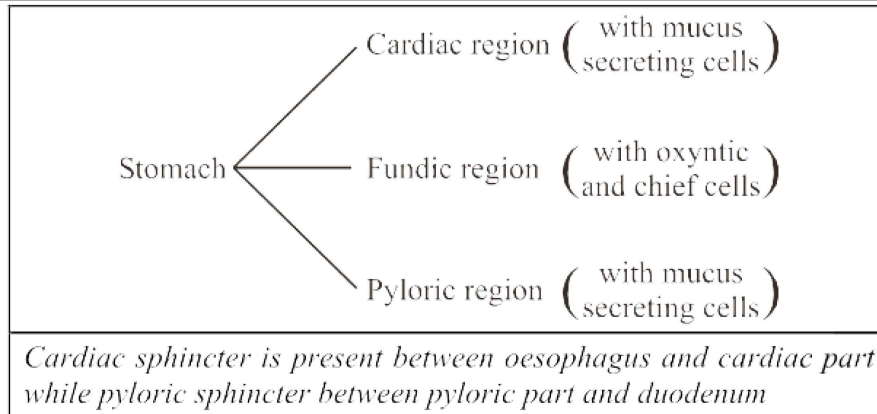 Cardiac region (with mucus
secreting cells)
Stomach
Fundic region (with oxyntic
and chief cells)
Pyloric region (with mucus
secreting cells)
Cardiac sphincter is present between oesophagus and cardiac part
while pyloric sphincter between pyloric part and duodenum